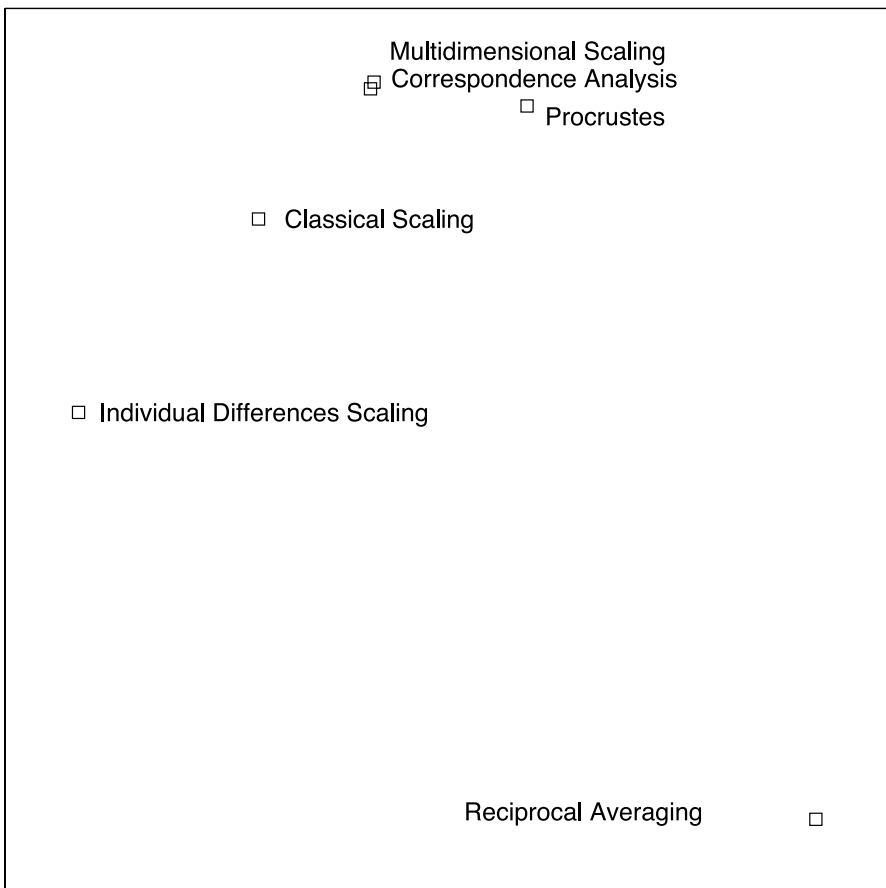 Multidimensional Scaling
Correspondence Analysis
Procrustes
Classical Scaling
Individual Differences Scaling
Reciprocal Averaging